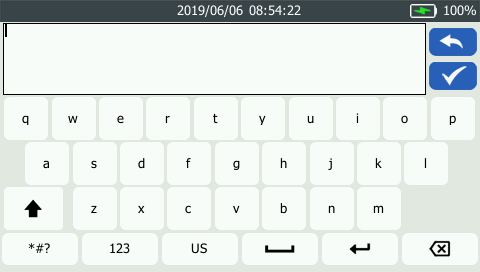 2019/06/06 08:54:22 100%
q w e r t y u i o p
a s d f g h j k l
z x c v b n m
*#? 123 US